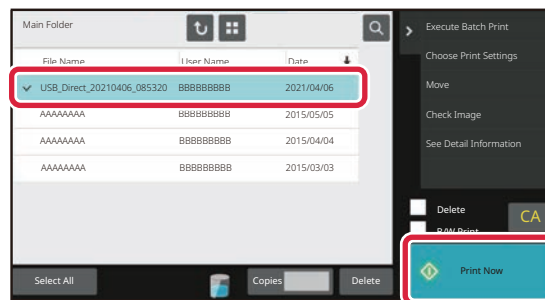 Main Folder
File Name User Name Date
USB_Direct_20210406_085320 BBBBBBBBB 2021/04/06
AAAAAAAA BBBBBBBBB 2015/05/05
AAAAAAAA BBBBBBBBB 2015/04/04
AAAAAAAA BBBBBBBBB 2015/03/03
Select All Copies Delete
Execute Batch Print
Choose Print Settings
Move
Check Image
See Detail Information
Delete
CA
B/W Print
Print Now